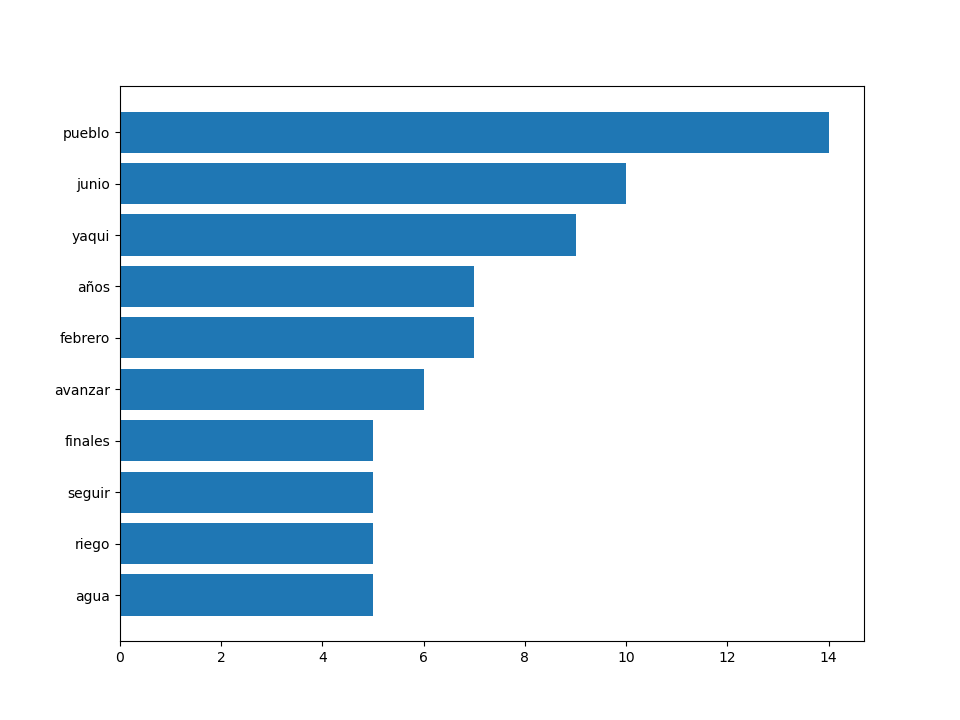 pueblo
junio
yaqui
años
febrero
avanzar
finales
seguir
riego
agua
0 2 4 6 8 10 12 14